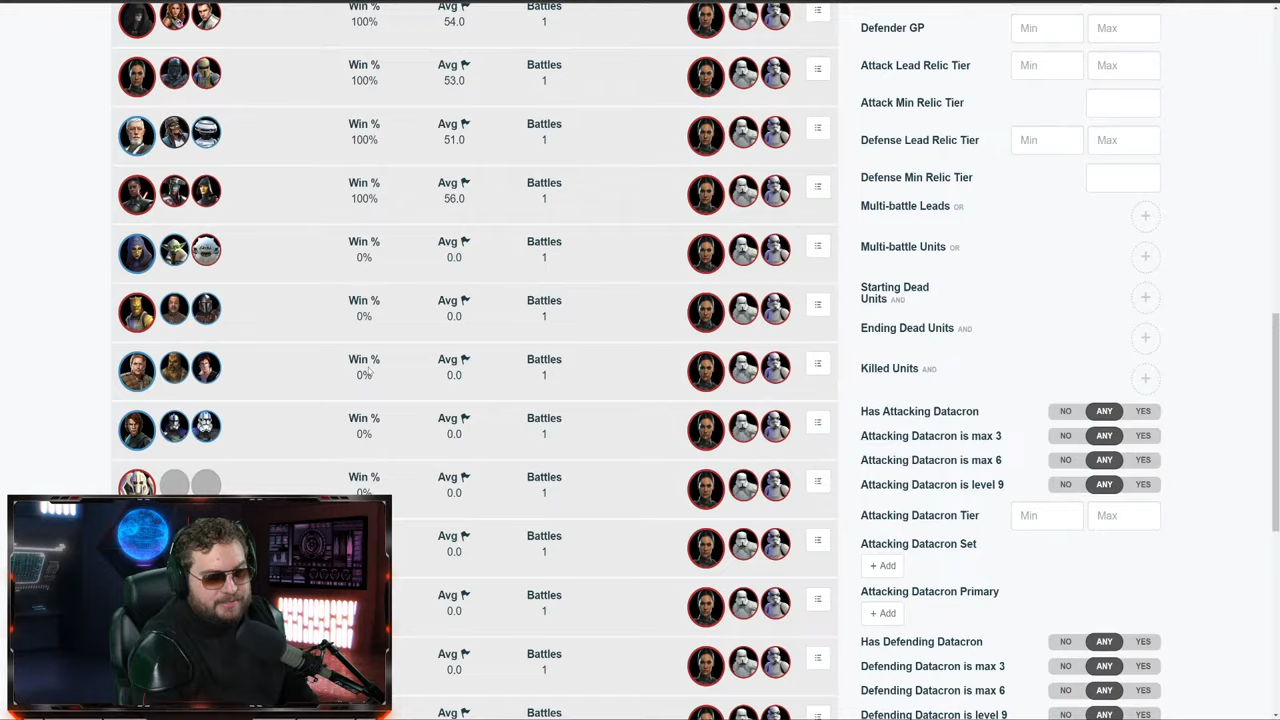 Win % Avg Battles
100% 54.0 1
Win % Avg Battles
100% 53.0 1
Win % Avg Battles
100% 51.0 1
Win % Avg Battles
100% 56.0 1
Win % Avg Battles
0% 0.0 1
Win % Avg Battles
0% 0.0 1
Win % Avg Battles
0% 0.0 1
Win % Avg Battles
0% 0.0 1
Win % Avg Battles
0% 0.0 1
Avg Battles
0.0 1
Avg Battles
0.0 1
Avg Battles
0.0 1
Avg Battles
Defender GP Min Max
Attack Lead Relic Tier Min Max
Attack Min Relic Tier
Defense Lead Relic Tier Min Max
Defense Min Relic Tier
Multi-battle Leads OR +
Multi-battle Units OR +
Starting Dead
Units AND +
Ending Dead Units AND +
Killed Units AND +
Has Attacking Datacron NO ANY YES
Attacking Datacron is max 3 NO ANY YES
Attacking Datacron is max 6 NO ANY YES
Attacking Datacron is level 9 NO ANY YES
Attacking Datacron Tier Min Max
Attacking Datacron Set
+ Add
Attacking Datacron Primary
+ Add
Has Defending Datacron NO ANY YES
Defending Datacron is max 3 NO ANY YES
Defending Datacron is max 6 NO ANY YES
Defending Datacron is level 9 NO ANY YES